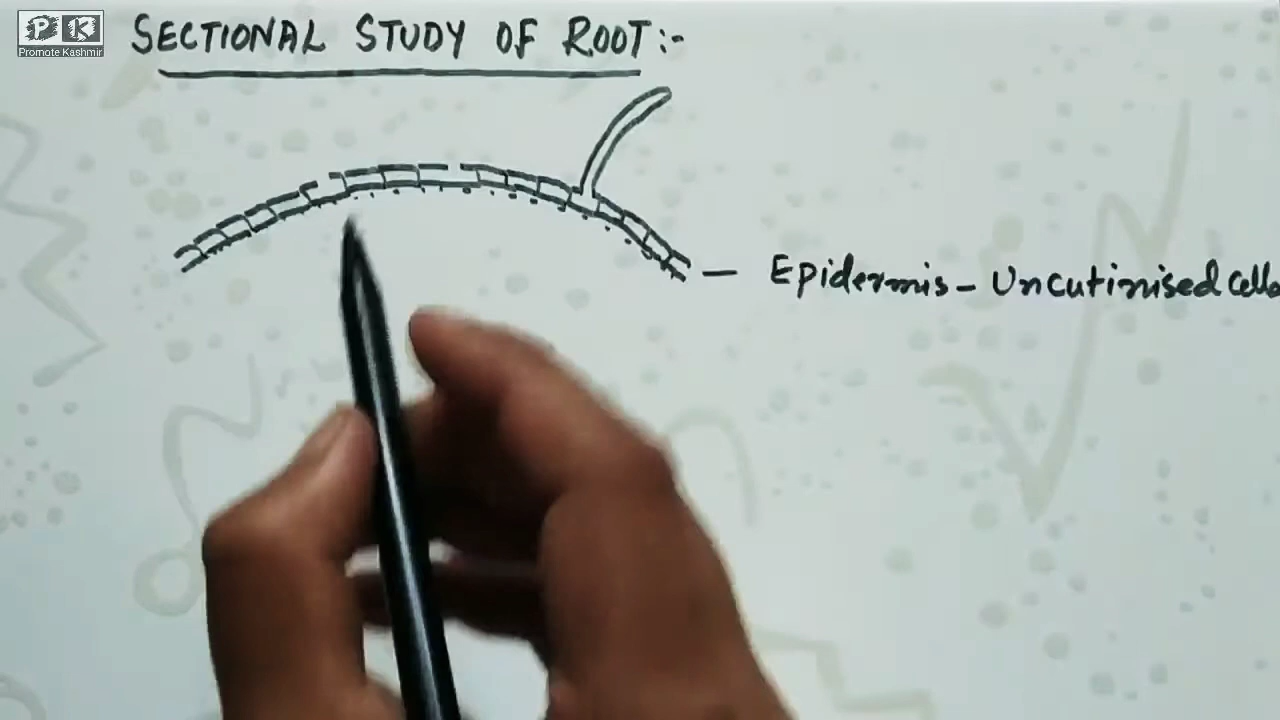 PK
Promote Kashmir
SECTIONAL STUDY OF ROOT:-
— Epidermis - Uncutinised cells